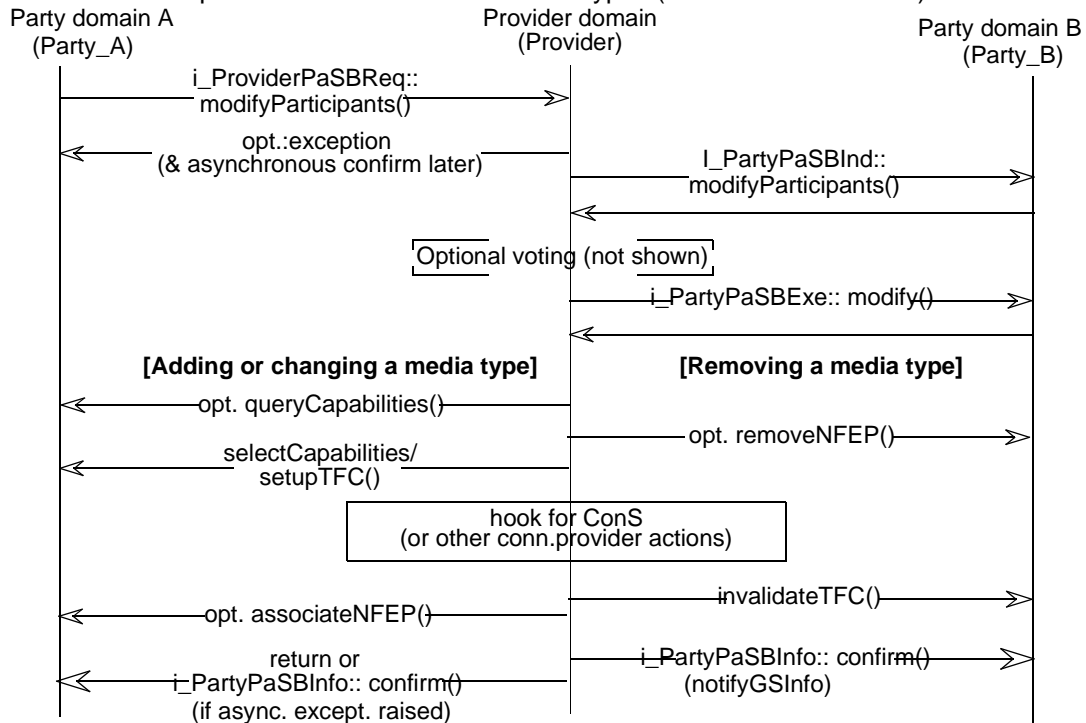 Party domain A
(Party_A)
Provider domain
(Provider)
Party domain B
(Party_B)
i_ProviderPaSBReq::
modifyParticipants()
opt.:exception
(& asynchronous confirm later)
I_PartyPaSBInd::
modifyParticipants()
Optional voting (not shown)
i_PartyPaSBExe:: modify()
[Adding or changing a media type]
[Removing a media type]
opt. queryCapabilities()
opt. removeNFEP()
selectCapabilities/
setupTFC()
hook for ConS
(or other conn.provider actions)
invalidateTFC()
opt. associateNFEP()
return or
i_PartyPaSBInfo:: confirm()
(if async. except. raised)
i_PartyPaSBInfo:: confirm()
(notifyGSInfo)